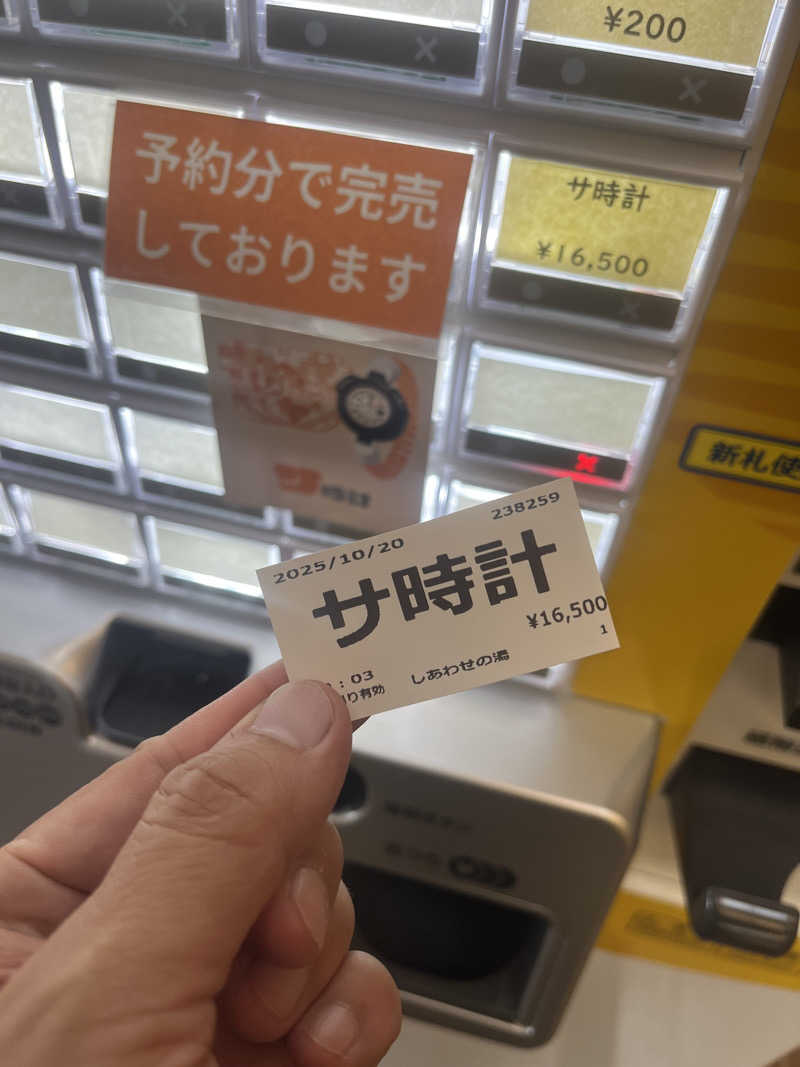 ¥200
予約分で完売
しております
サ時計
¥16,500
新札使
2025/10/20
238259
サ時計
¥16,500
1
: 03
り有効
しあわせの湯